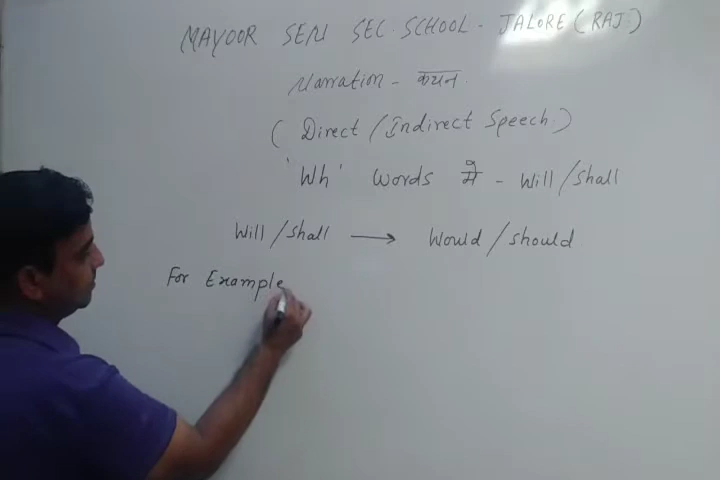 MAYOOR SEN SEC. SCHOOL - JALORE (RAJ.)
Narration - कथन
( Direct / Indirect Speech )
'Wh' words में - Will / Shall
Will / Shall → Would / Should
For Example